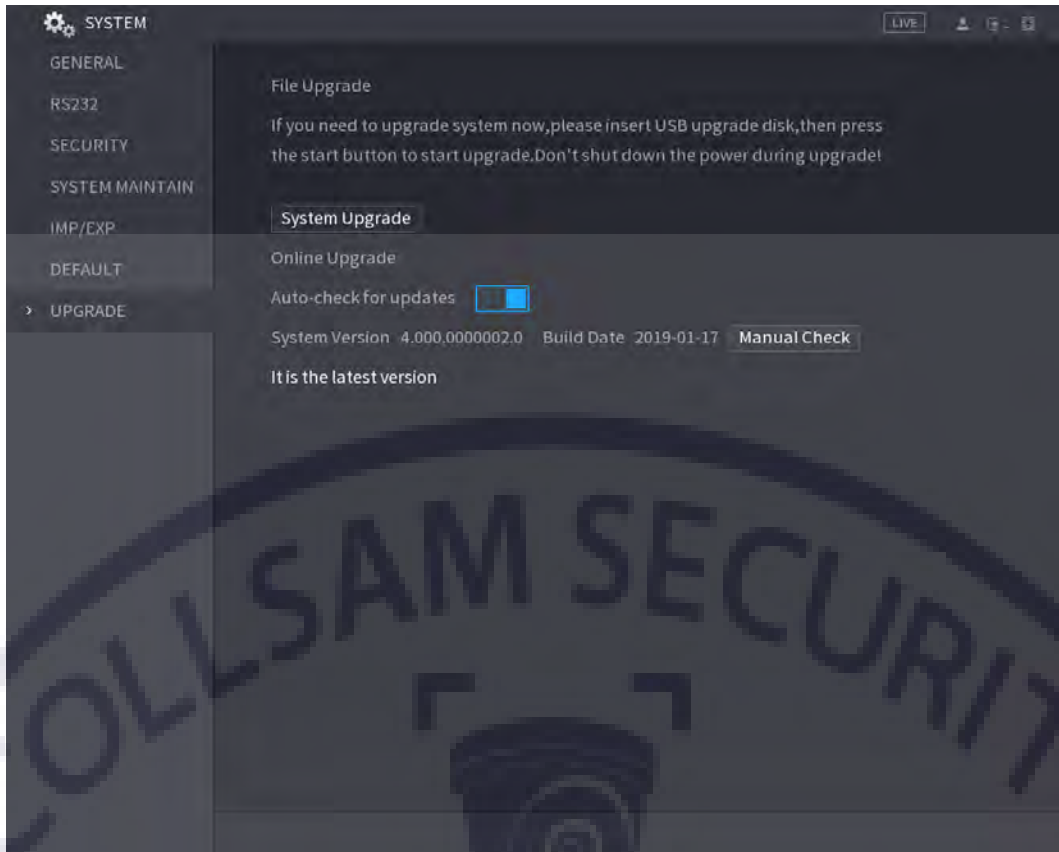 SYSTEM
LIVE
GENERAL
RS232
SECURITY
SYSTEM MAINTAIN
IMP/EXP
DEFAULT
UPGRADE
File Upgrade
If you need to upgrade system now,please insert USB upgrade disk,then press
the start button to start upgrade.Don't shut down the power during upgrade!
System Upgrade
Online Upgrade
Auto-check for updates
System Version 4.000.0000002.0 Build Date 2019-01-17 Manual Check
It is the latest version
OLLSAM SECURIT